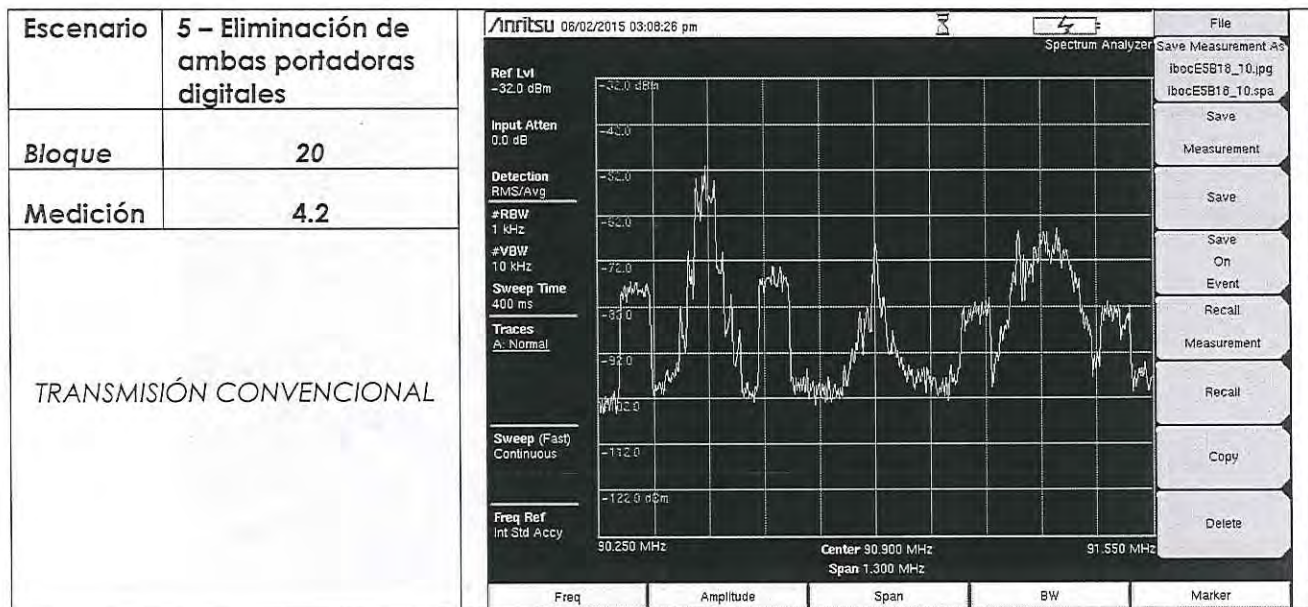 Escenario
5 – Eliminación de
ambas portadoras
digitales
Bloque
20
Medición
4.2
TRANSMISIÓN CONVENCIONAL
Anritsu 06/02/2015 03:08:26 pm
Spectrum Analyzer
Ref Lvl
-32.0 dBm
Input Atten
0.0 dB
Detection
RMS/Avg
#RBW
1 kHz
#VBW
10 kHz
Sweep Time
400 ms
Traces
A: Normal
Sweep (Fast)
Continuous
Freq Ref
Int Std Accy
-32.0 dBm
-42.0
-52.0
-62.0
-72.0
-92.0
-112.0
-122.0 dBm
90.250 MHz
Center 90.900 MHz
91.550 MHz
Span 1.300 MHz
File
Save Measurement As
ibocE5B18_10.jpg
ibocE5B18_10.spa
Save
Measurement
Save
Save
On
Event
Recall
Measurement
Recall
Copy
Delete
Freq
Amplitude
Span
BW
Marker